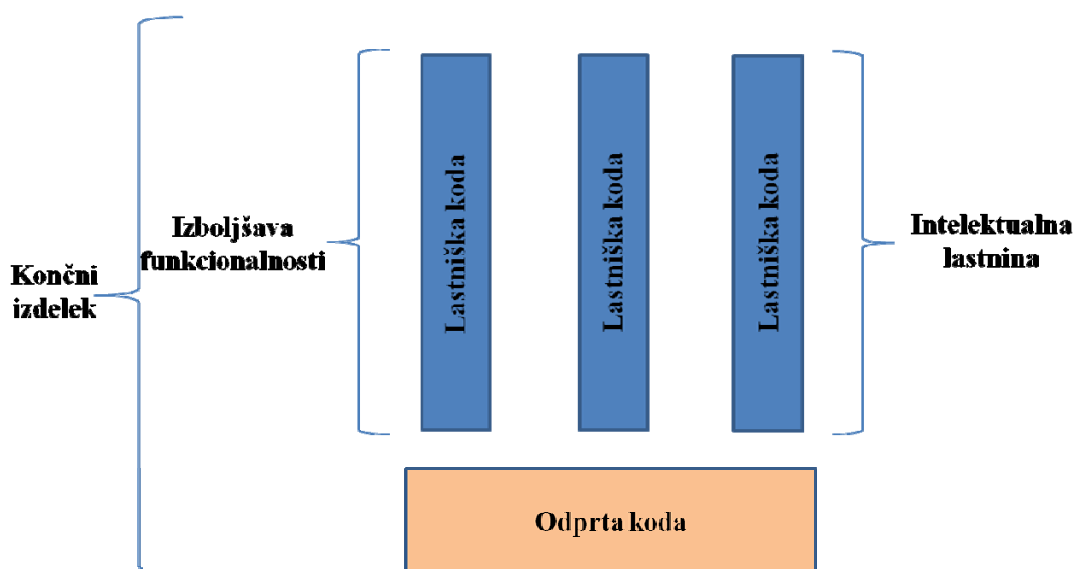 Končni
izdelek
Izboljšava
funkcionalnosti
Lastniška koda
Lastniška koda
Lastniška koda
Intelektualna
lastnina
Odprta koda